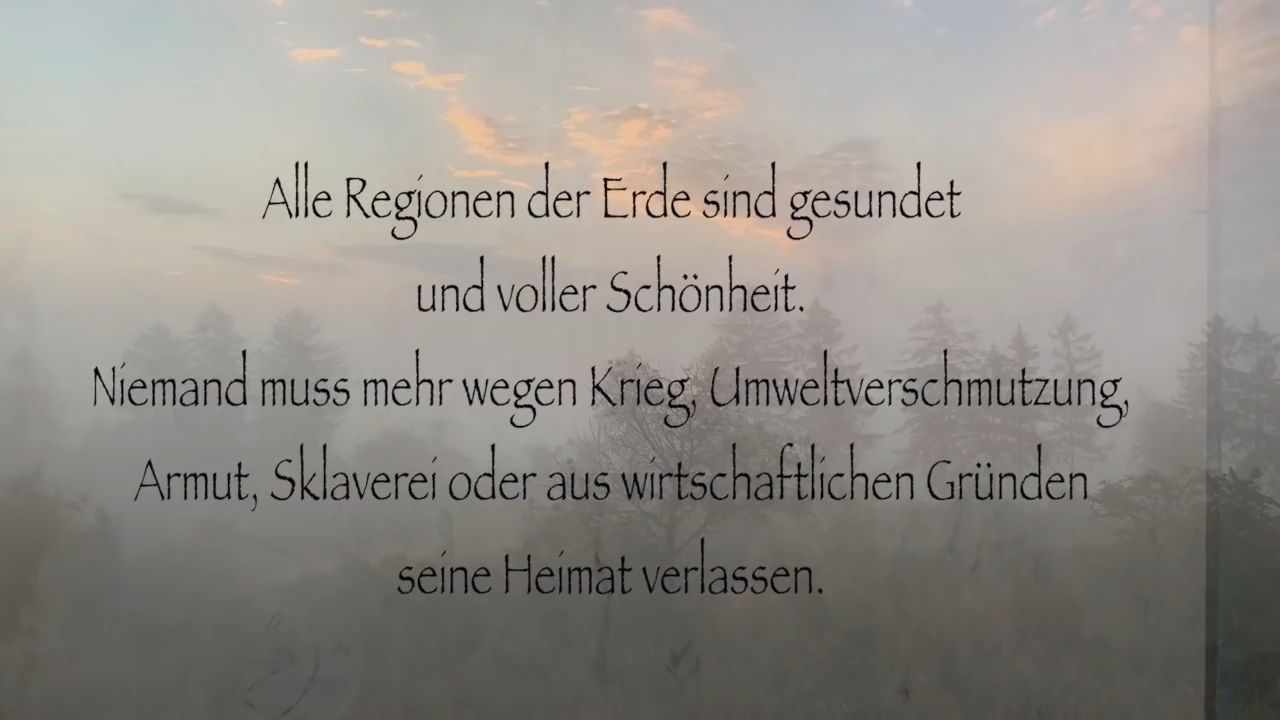 Alle Regionen der Erde sind gesundet
und voller Schönheit.
Niemand muss mehr wegen Krieg, Umweltverschmutzung,
Armut, Sklaverei oder aus wirtschaftlichen Gründen
seine Heimat verlassen.